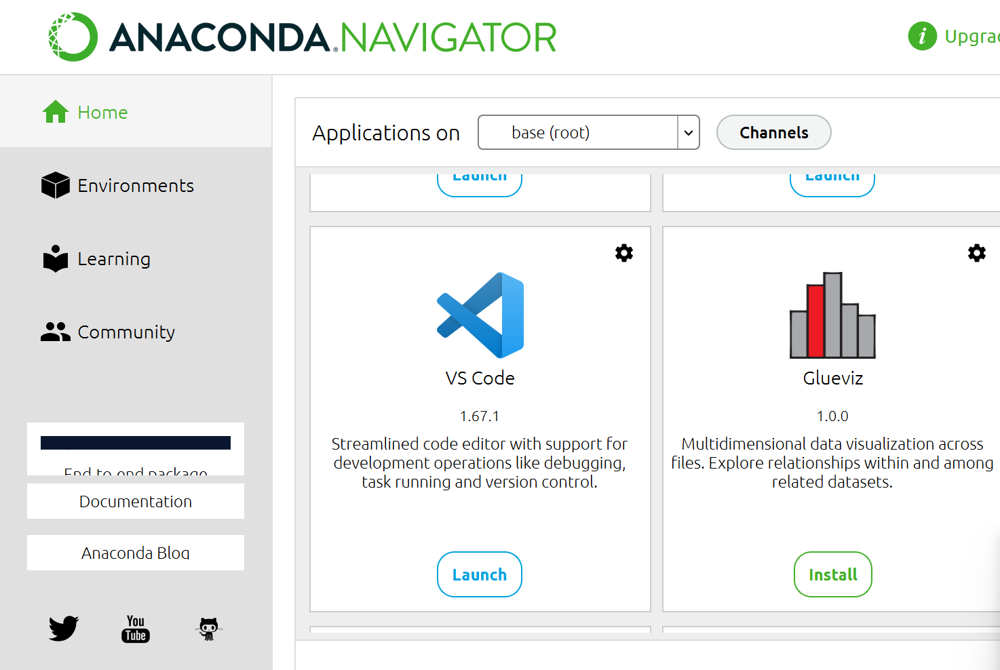 ANACONDA.NAVIGATOR
Home
Environments
Learning
Community
End to end package
Documentation
Anaconda Blog
You
Tube
i
Applications on
base (root)
Channels
Launch
Launch
VS Code
1.67.1
Streamlined code editor with support for
development operations like debugging,
task running and version control.
Launch
Glueviz
1.0.0
Multidimensional data visualization across
files. Explore relationships within and among
related datasets.
Install